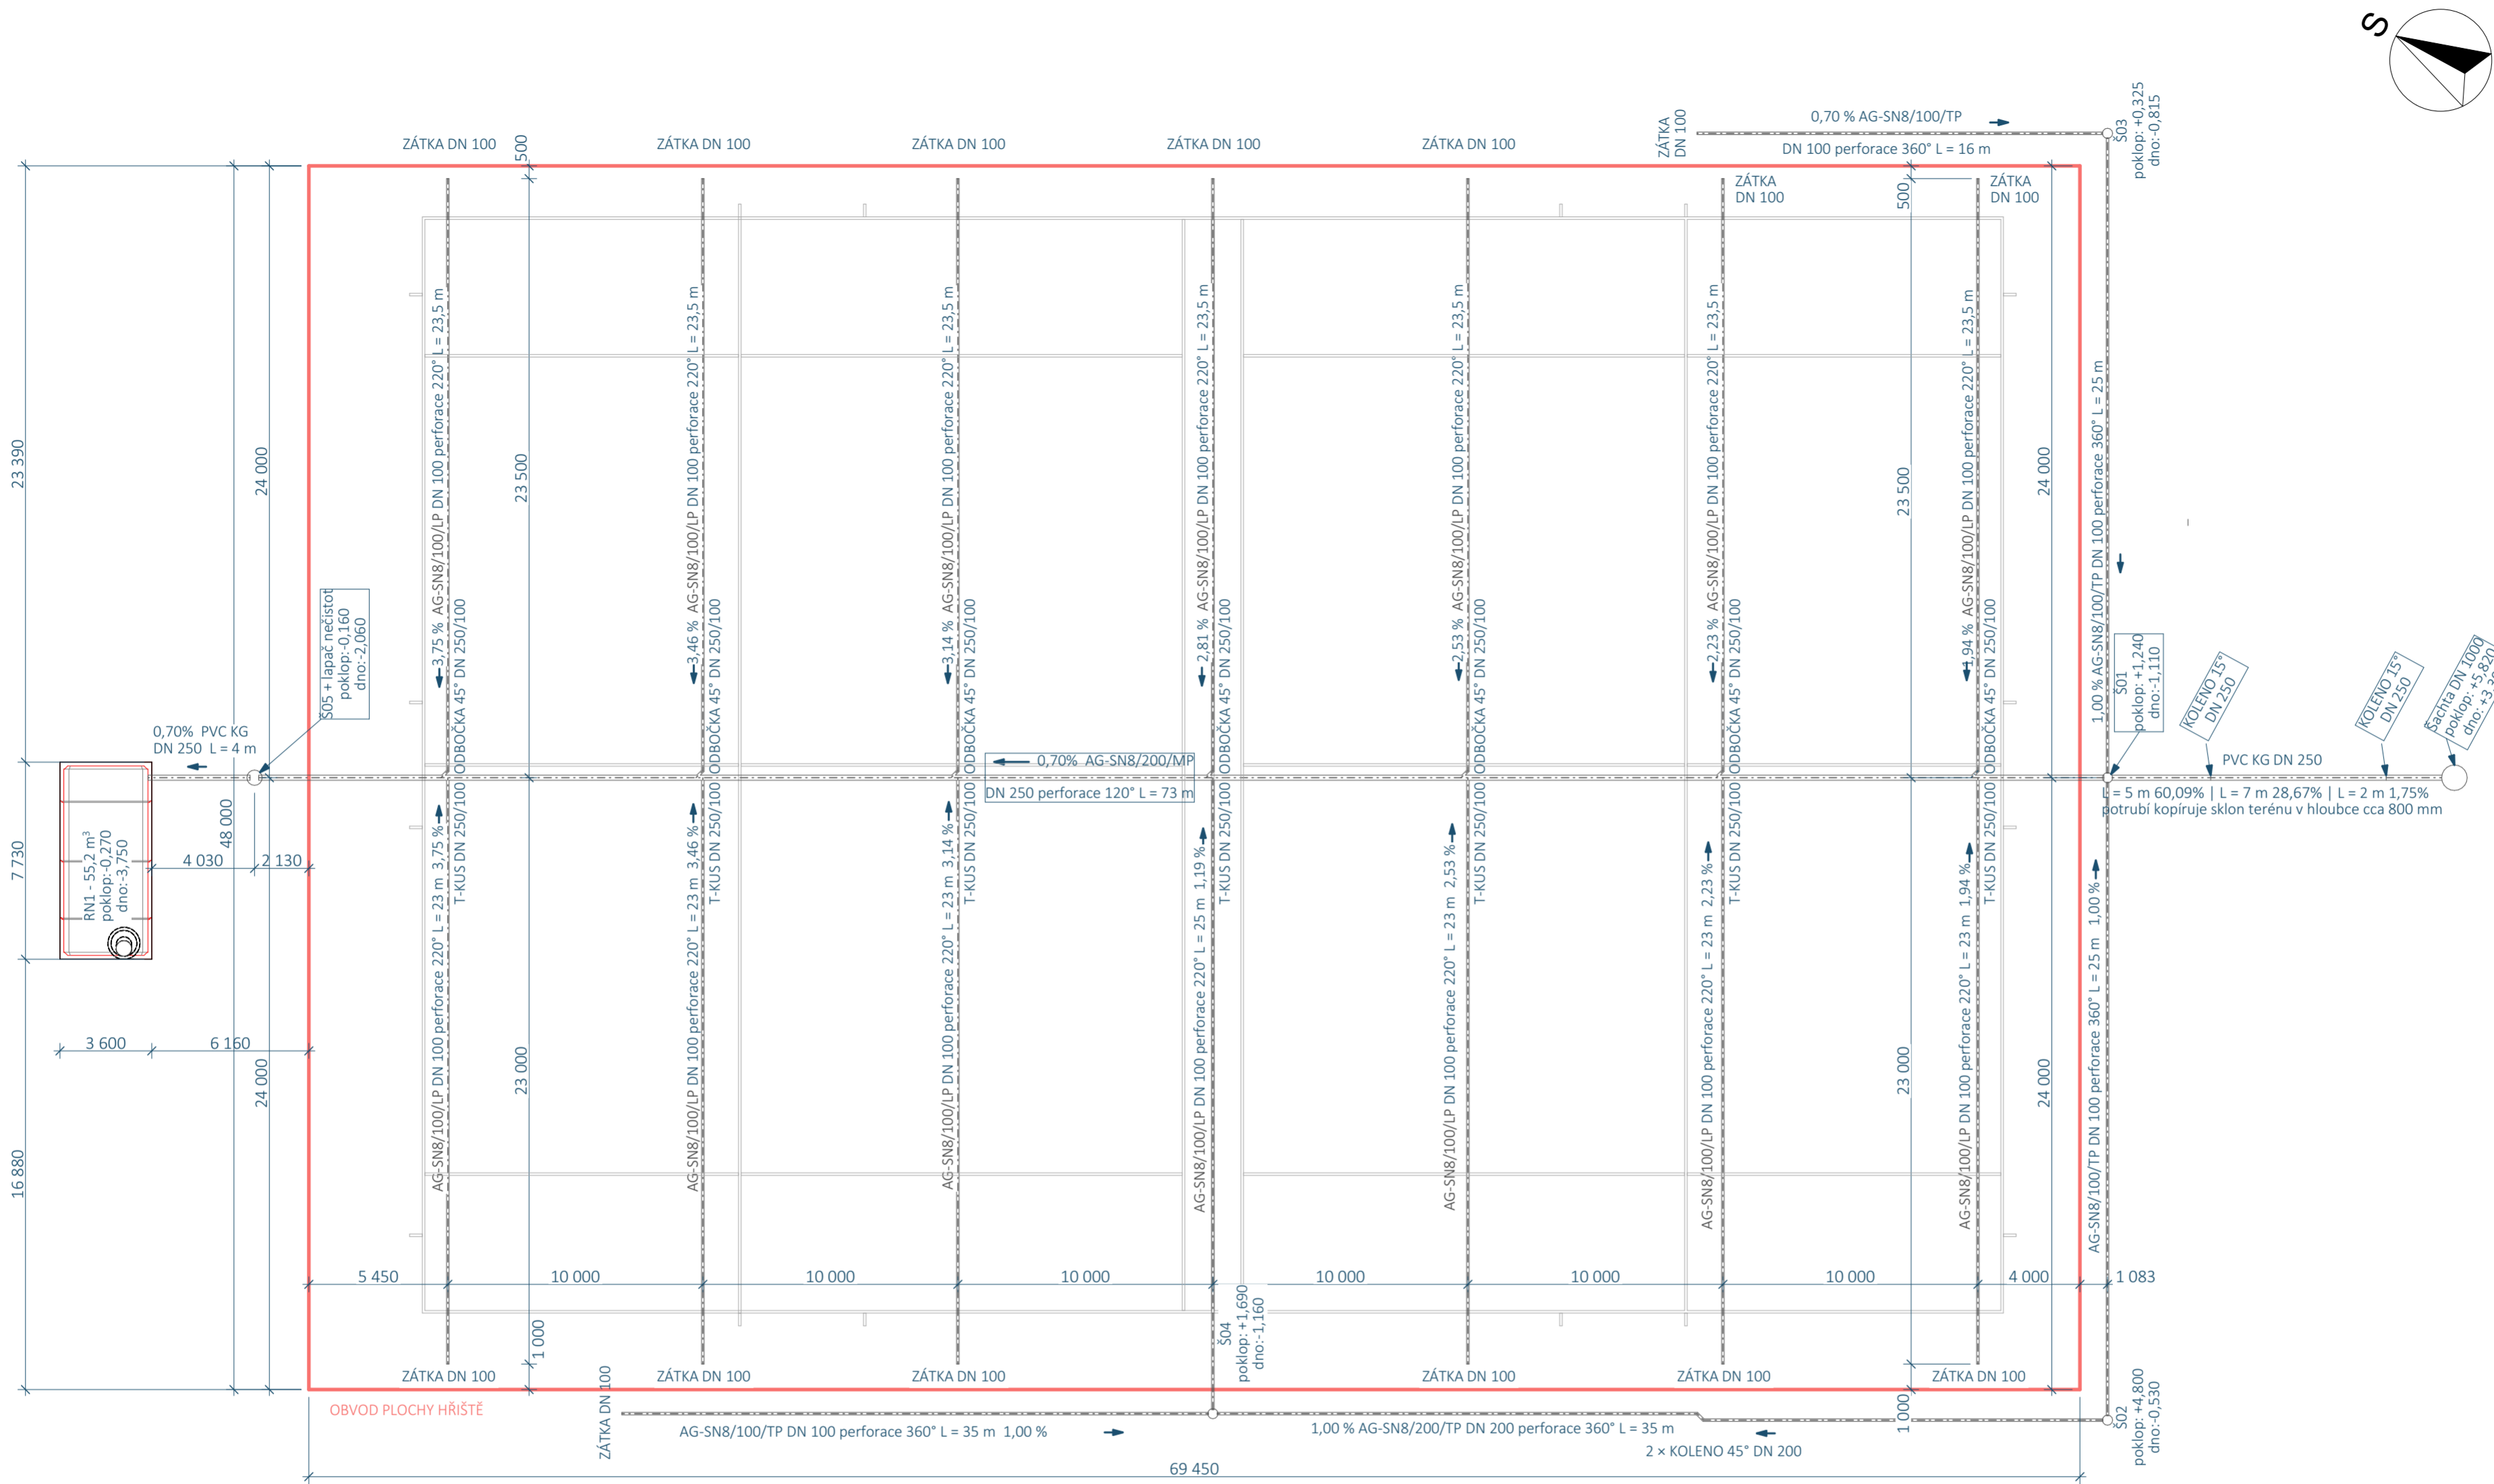 S
ZÁTKA DN 100
ZÁTKA DN 100
ZÁTKA DN 100
ZÁTKA DN 100
ZÁTKA DN 100
ZÁTKA
DN 100
0,70 % AG-SN8/100/TP
DN 100 perforace 360° L = 16 m
Š03
poklop: +0,325
dno:-0,815
500
500
ZÁTKA
DN 100
ZÁTKA
DN 100
23 390
24 000
23 500
23 500
24 000
3,75 % AG-SN8/100/LP DN 100 perforace 220° L = 23,5 m
3,46 % AG-SN8/100/LP DN 100 perforace 220° L = 23,5 m
3,14 % AG-SN8/100/LP DN 100 perforace 220° L = 23,5 m
2,81 % AG-SN8/100/LP DN 100 perforace 220° L = 23,5 m
2,53 % AG-SN8/100/LP DN 100 perforace 220° L = 23,5 m
2,23 % AG-SN8/100/LP DN 100 perforace 220° L = 23,5 m
1,94 % AG-SN8/100/LP DN 100 perforace 220° L = 23,5 m
1,00 % AG-SN8/100/TP DN 100 perforace 360° L = 25 m
Š05 + lapač nečistot
poklop:-0,160
dno:-2,060
T-KUS DN 250/100 ODBOČKA 45° DN 250/100
T-KUS DN 250/100 ODBOČKA 45° DN 250/100
T-KUS DN 250/100 ODBOČKA 45° DN 250/100
T-KUS DN 250/100 ODBOČKA 45° DN 250/100
T-KUS DN 250/100 ODBOČKA 45° DN 250/100
T-KUS DN 250/100 ODBOČKA 45° DN 250/100
T-KUS DN 250/100 ODBOČKA 45° DN 250/100
Š01
poklop: +1,240
dno:-1,110
KOLENO 15°
DN 250
KOLENO 15°
DN 250
Šachta DN 1000
poklop: +5,820
dno: +3,
0,70% PVC KG
DN 250 L = 4 m
0,70% AG-SN8/200/MP
DN 250 perforace 120° L = 73 m
PVC KG DN 250
L = 5 m 60,09% | L = 7 m 28,67% | L = 2 m 1,75%
potrubí kopíruje sklon terénu v hloubce cca 800 mm
7 730
RN1 - 55,2 m³
poklop:-0,270
dno:-3,750
48 000
4 030
2 130
3 600
6 160
16 880
24 000
23 000
23 000
24 000
AG-SN8/100/LP DN 100 perforace 220° L = 23 m 3,75 %
AG-SN8/100/LP DN 100 perforace 220° L = 23 m 3,46 %
AG-SN8/100/LP DN 100 perforace 220° L = 23 m 3,14 %
AG-SN8/100/LP DN 100 perforace 220° L = 25 m 1,19 %
AG-SN8/100/LP DN 100 perforace 220° L = 23 m 2,53 %
AG-SN8/100/LP DN 100 perforace 220° L = 23 m 2,23 %
AG-SN8/100/LP DN 100 perforace 220° L = 23 m 1,94 %
AG-SN8/100/TP DN 100 perforace 360° L = 25 m 1,00 %
5 450
10 000
10 000
10 000
10 000
10 000
10 000
4 000
1 083
1 000
Š04
poklop: +1,690
dno:-1,160
ZÁTKA DN 100
ZÁTKA DN 100
ZÁTKA DN 100
ZÁTKA DN 100
ZÁTKA DN 100
ZÁTKA DN 100
OBVOD PLOCHY HŘIŠTĚ
ZÁTKA DN 100
AG-SN8/100/TP DN 100 perforace 360° L = 35 m 1,00 %
1,00 % AG-SN8/200/TP DN 200 perforace 360° L = 35 m
2 × KOLENO 45° DN 200
1 000
Š02
poklop: +4,800
dno:-0,530
69 450